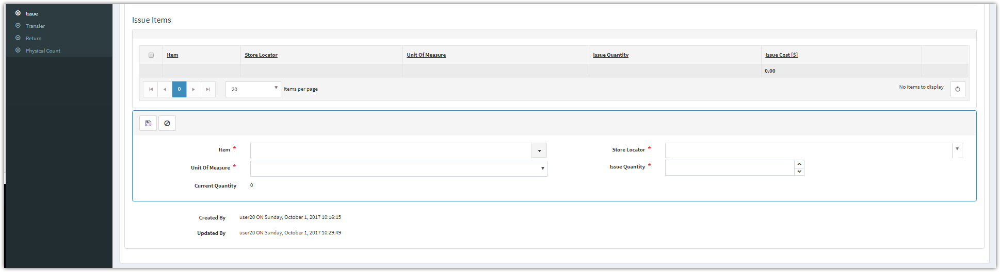 Issue
Transfer
Return
Physical Count
Issue Items
Item Store Locator Unit Of Measure Issue Quantity Issue Cost [$]
0.00
0 20 items per page No items to display
Item * Store Locator *
Unit Of Measure * Issue Quantity *
Current Quantity 0
Created By user20 ON Sunday, October 1, 2017 10:16:15
Updated By user20 ON Sunday, October 1, 2017 10:29:49